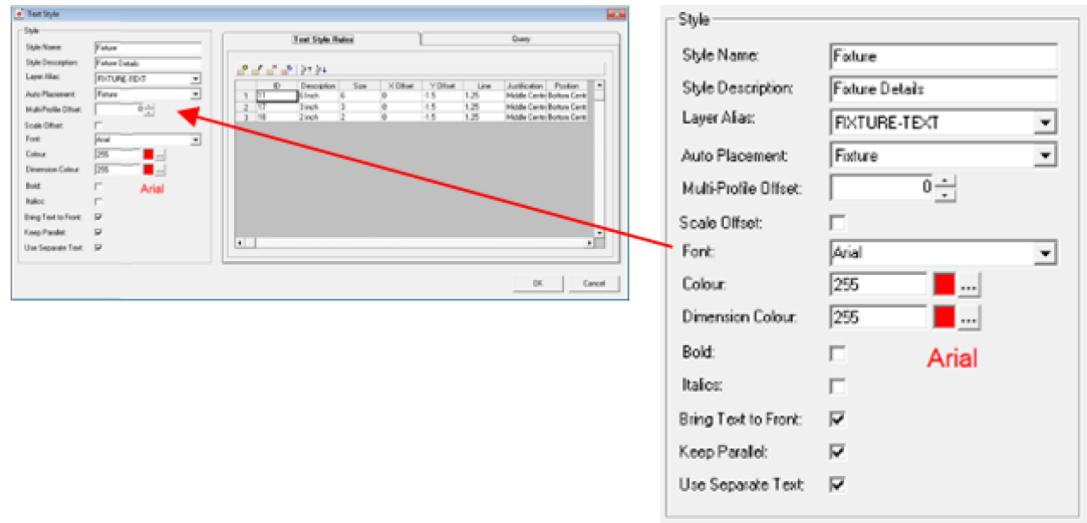 Text Style
Style
Style Name: Fixture
Style Description: Fixture Details
Layer Alias: FIXTURE-TEXT
Auto Placement: Fixture
Multi-Profile Offset: 0
Scale Offset:
Font: Arial
Colour: 255 ...
Dimension Colour: 255 ...
Bold:
Arial
Italics:
Bring Text to Front:
Keep Parallel:
Use Separate Text:
Text Style Rules Query
ID Description Size X Offset Y Offset Line Justification Position
1 11 6 Inch 6 0 -1.5 1.25 Middle Centre Bottom Centr
2 17 3 inch 3 0 -1.5 1.25 Middle Centre Bottom Centr
3 18 2 inch 2 0 -1.5 1.25 Middle Centre Bottom Centr
OK Cancel
Style
Style Name: Fixture
Style Description: Fixture Details
Layer Alias: FIXTURE-TEXT
Auto Placement: Fixture
Multi-Profile Offset: 0
Scale Offset:
Font: Arial
Colour: 255 ...
Dimension Colour: 255 ...
Bold:
Arial
Italics:
Bring Text to Front:
Keep Parallel:
Use Separate Text: